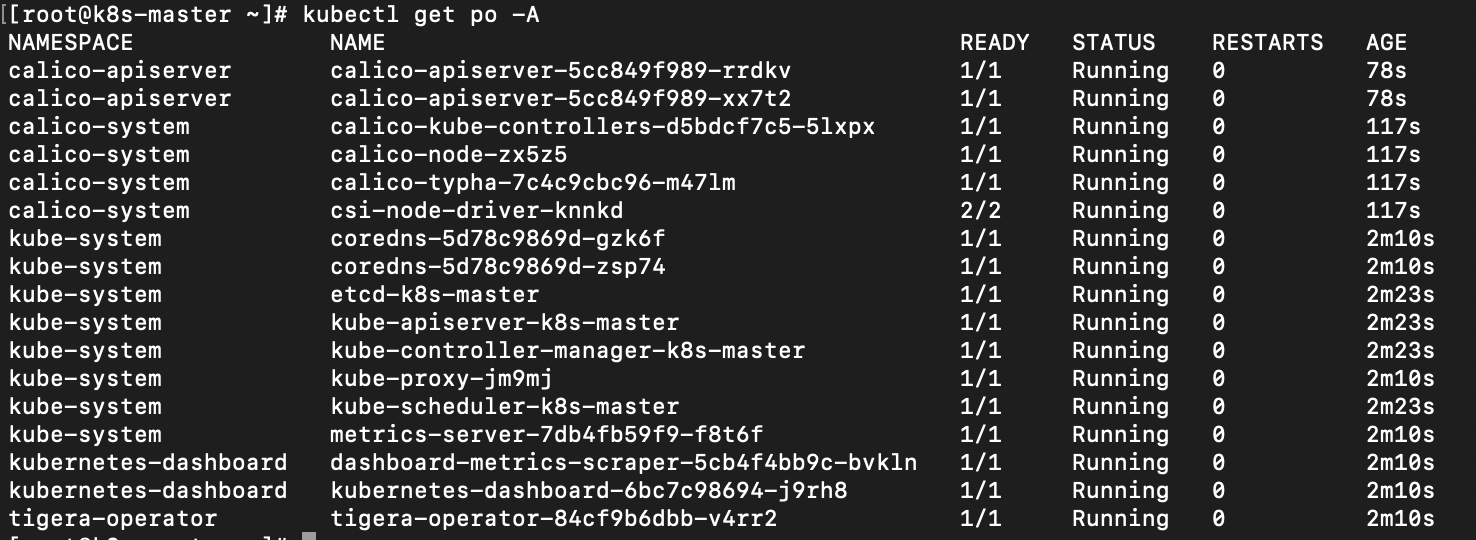 [[root@k8s-master ~]# kubectl get po -A
NAMESPACE NAME READY STATUS RESTARTS AGE
calico-apiserver calico-apiserver-5cc849f989-rrdkv 1/1 Running 0 78s
calico-apiserver calico-apiserver-5cc849f989-xx7t2 1/1 Running 0 78s
calico-system calico-kube-controllers-d5bdcf7c5-5lxpx 1/1 Running 0 117s
calico-system calico-node-zx5z5 1/1 Running 0 117s
calico-system calico-typha-7c4c9cbc96-m47lm 1/1 Running 0 117s
calico-system csi-node-driver-knnkd 2/2 Running 0 117s
kube-system coredns-5d78c9869d-gzk6f 1/1 Running 0 2m10s
kube-system coredns-5d78c9869d-zsp74 1/1 Running 0 2m10s
kube-system etcd-k8s-master 1/1 Running 0 2m23s
kube-system kube-apiserver-k8s-master 1/1 Running 0 2m23s
kube-system kube-controller-manager-k8s-master 1/1 Running 0 2m23s
kube-system kube-proxy-jm9mj 1/1 Running 0 2m10s
kube-system kube-scheduler-k8s-master 1/1 Running 0 2m23s
kube-system metrics-server-7db4fb59f9-f8t6f 1/1 Running 0 2m10s
kubernetes-dashboard dashboard-metrics-scraper-5cb4f4bb9c-bvkln 1/1 Running 0 2m10s
kubernetes-dashboard kubernetes-dashboard-6bc7c98694-j9rh8 1/1 Running 0 2m10s
tigera-operator tigera-operator-84cf9b6dbb-v4rr2 1/1 Running 0 2m10s